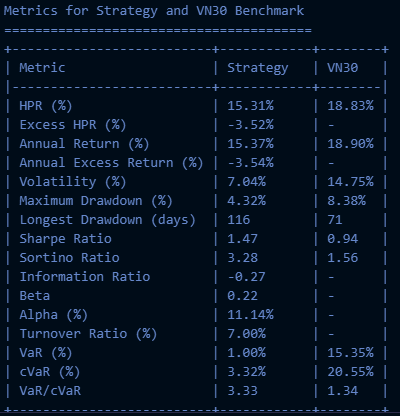 Metrics for Strategy and VN30 Benchmark
=======================================
+--------------------------+------------+--------+
| Metric | Strategy | VN30 |
|--------------------------+------------+--------|
| HPR (%) | 15.31% | 18.83% |
| Excess HPR (%) | -3.52% | - |
| Annual Return (%) | 15.37% | 18.90% |
| Annual Excess Return (%) | -3.54% | - |
| Volatility (%) | 7.04% | 14.75% |
| Maximum Drawdown (%) | 4.32% | 8.38% |
| Longest Drawdown (days) | 116 | 71 |
| Sharpe Ratio | 1.47 | 0.94 |
| Sortino Ratio | 3.28 | 1.56 |
| Information Ratio | -0.27 | - |
| Beta | 0.22 | - |
| Alpha (%) | 11.14% | - |
| Turnover Ratio (%) | 7.00% | - |
| VaR (%) | 1.00% | 15.35% |
| cVaR (%) | 3.32% | 20.55% |
| VaR/cVaR | 3.33 | 1.34 |
+--------------------------+------------+--------+